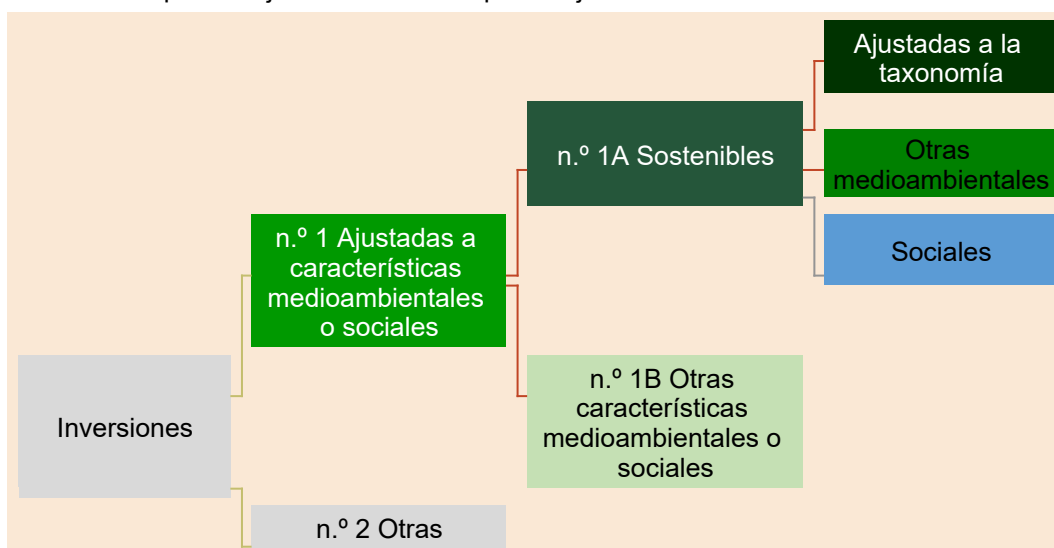 Ajustadas a la
taxonomía
n.º 1A Sostenibles
Otras
medioambientales
n.º 1 Ajustadas a
características
medioambientales
o sociales
Sociales
n.º 1B Otras
características
medioambientales o
sociales
Inversiones
n.º 2 Otras